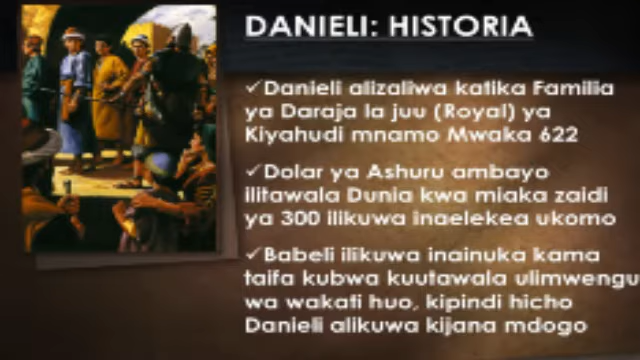 DANIELI: HISTORIA
✓Danieli alizaliwa katika Familia
ya Daraja la juu (Royal) ya
Kiyahudi mnamo Mwaka 622
✓Dolar ya Ashuru ambayo
ilitawala Dunia kwa miaka zaidi
ya 300 ilikuwa inaelekea ukomo
✓Babeli ilikuwa inainuka kama
taifa kubwa kuutawala ulimwengu
wa wakati huo, kipindi hicho
Danieli alikuwa kijana mdogo